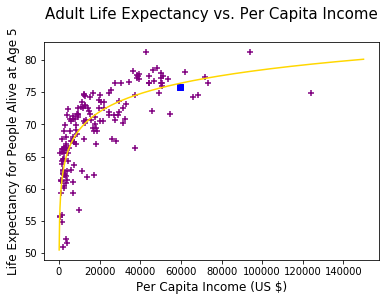 Adult Life Expectancy vs. Per Capita Income
Life Expectancy for People Alive at Age 5
80
75
70
65
60
55
50
0 20000 40000 60000 80000 100000 120000 140000
Per Capita Income (US $)